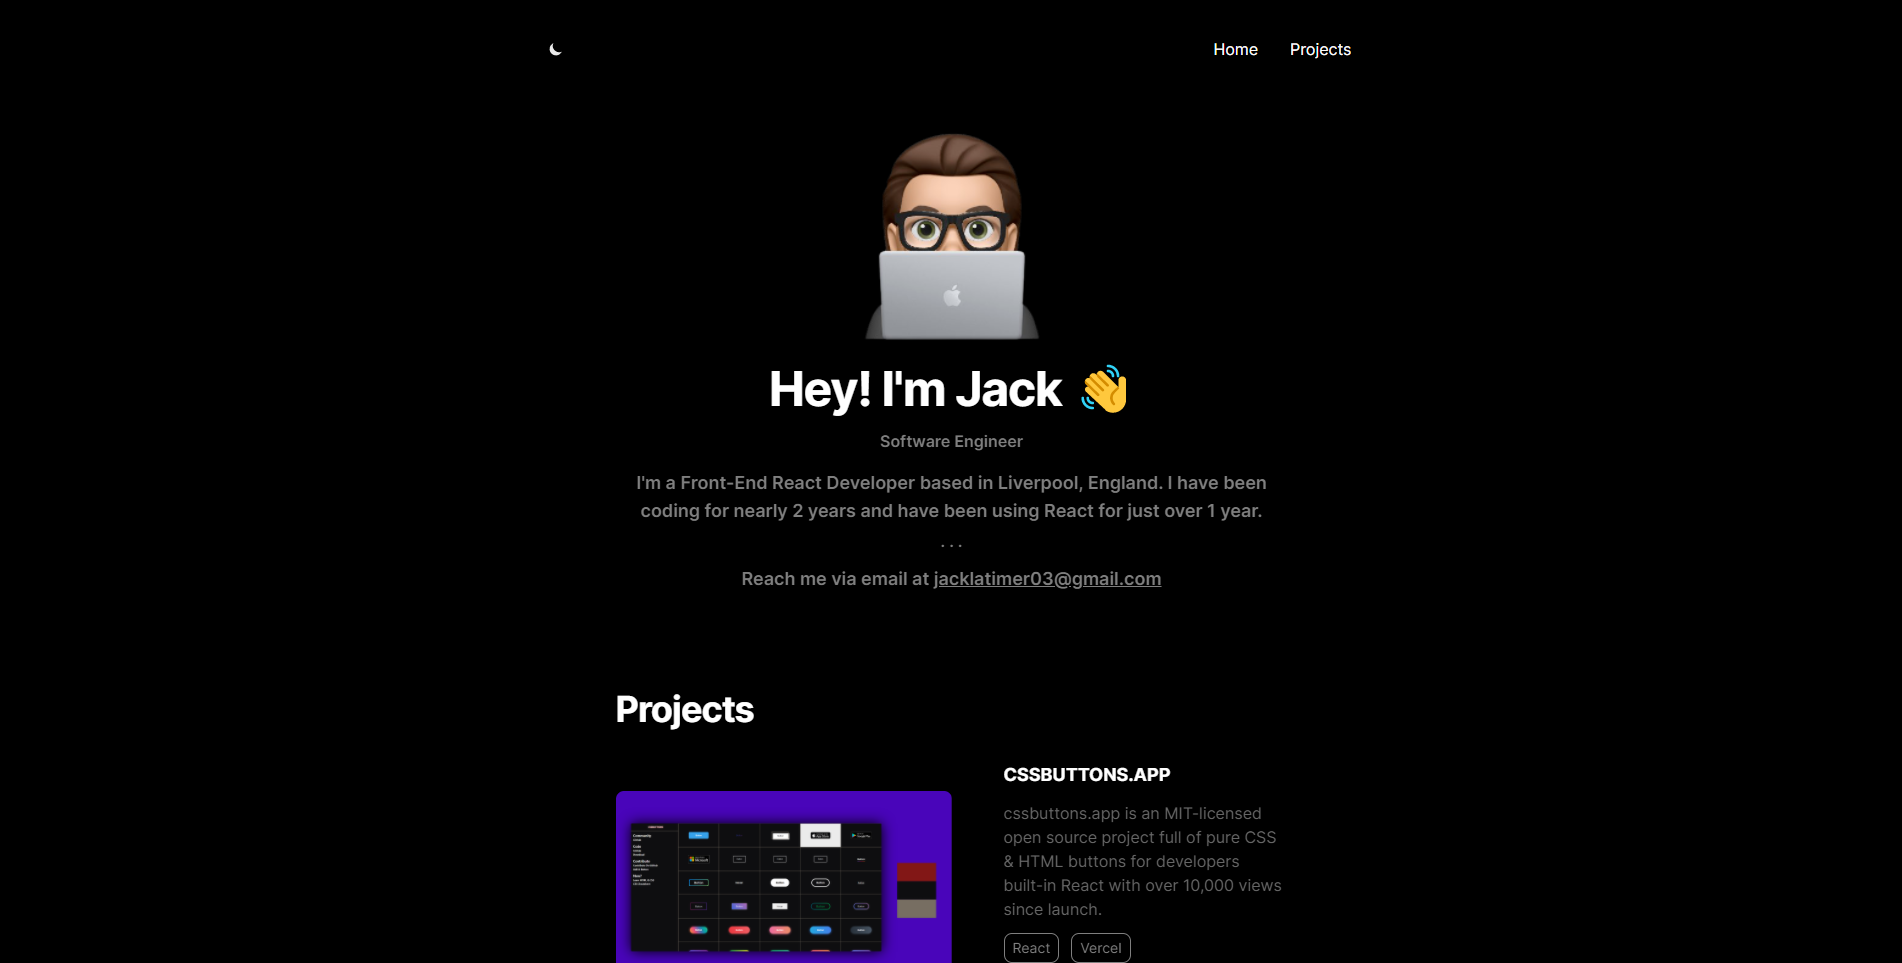 Home Projects
Hey! I'm Jack 👋
Software Engineer
I'm a Front-End React Developer based in Liverpool, England. I have been
coding for nearly 2 years and have been using React for just over 1 year.
. . .
Reach me via email at jacklatimer03@gmail.com
Projects
CSSBUTTONS.APP
cssbuttons.app is an MIT-licensed
open source project full of pure CSS
& HTML buttons for developers
built-in React with over 10,000 views
since launch.
React Vercel